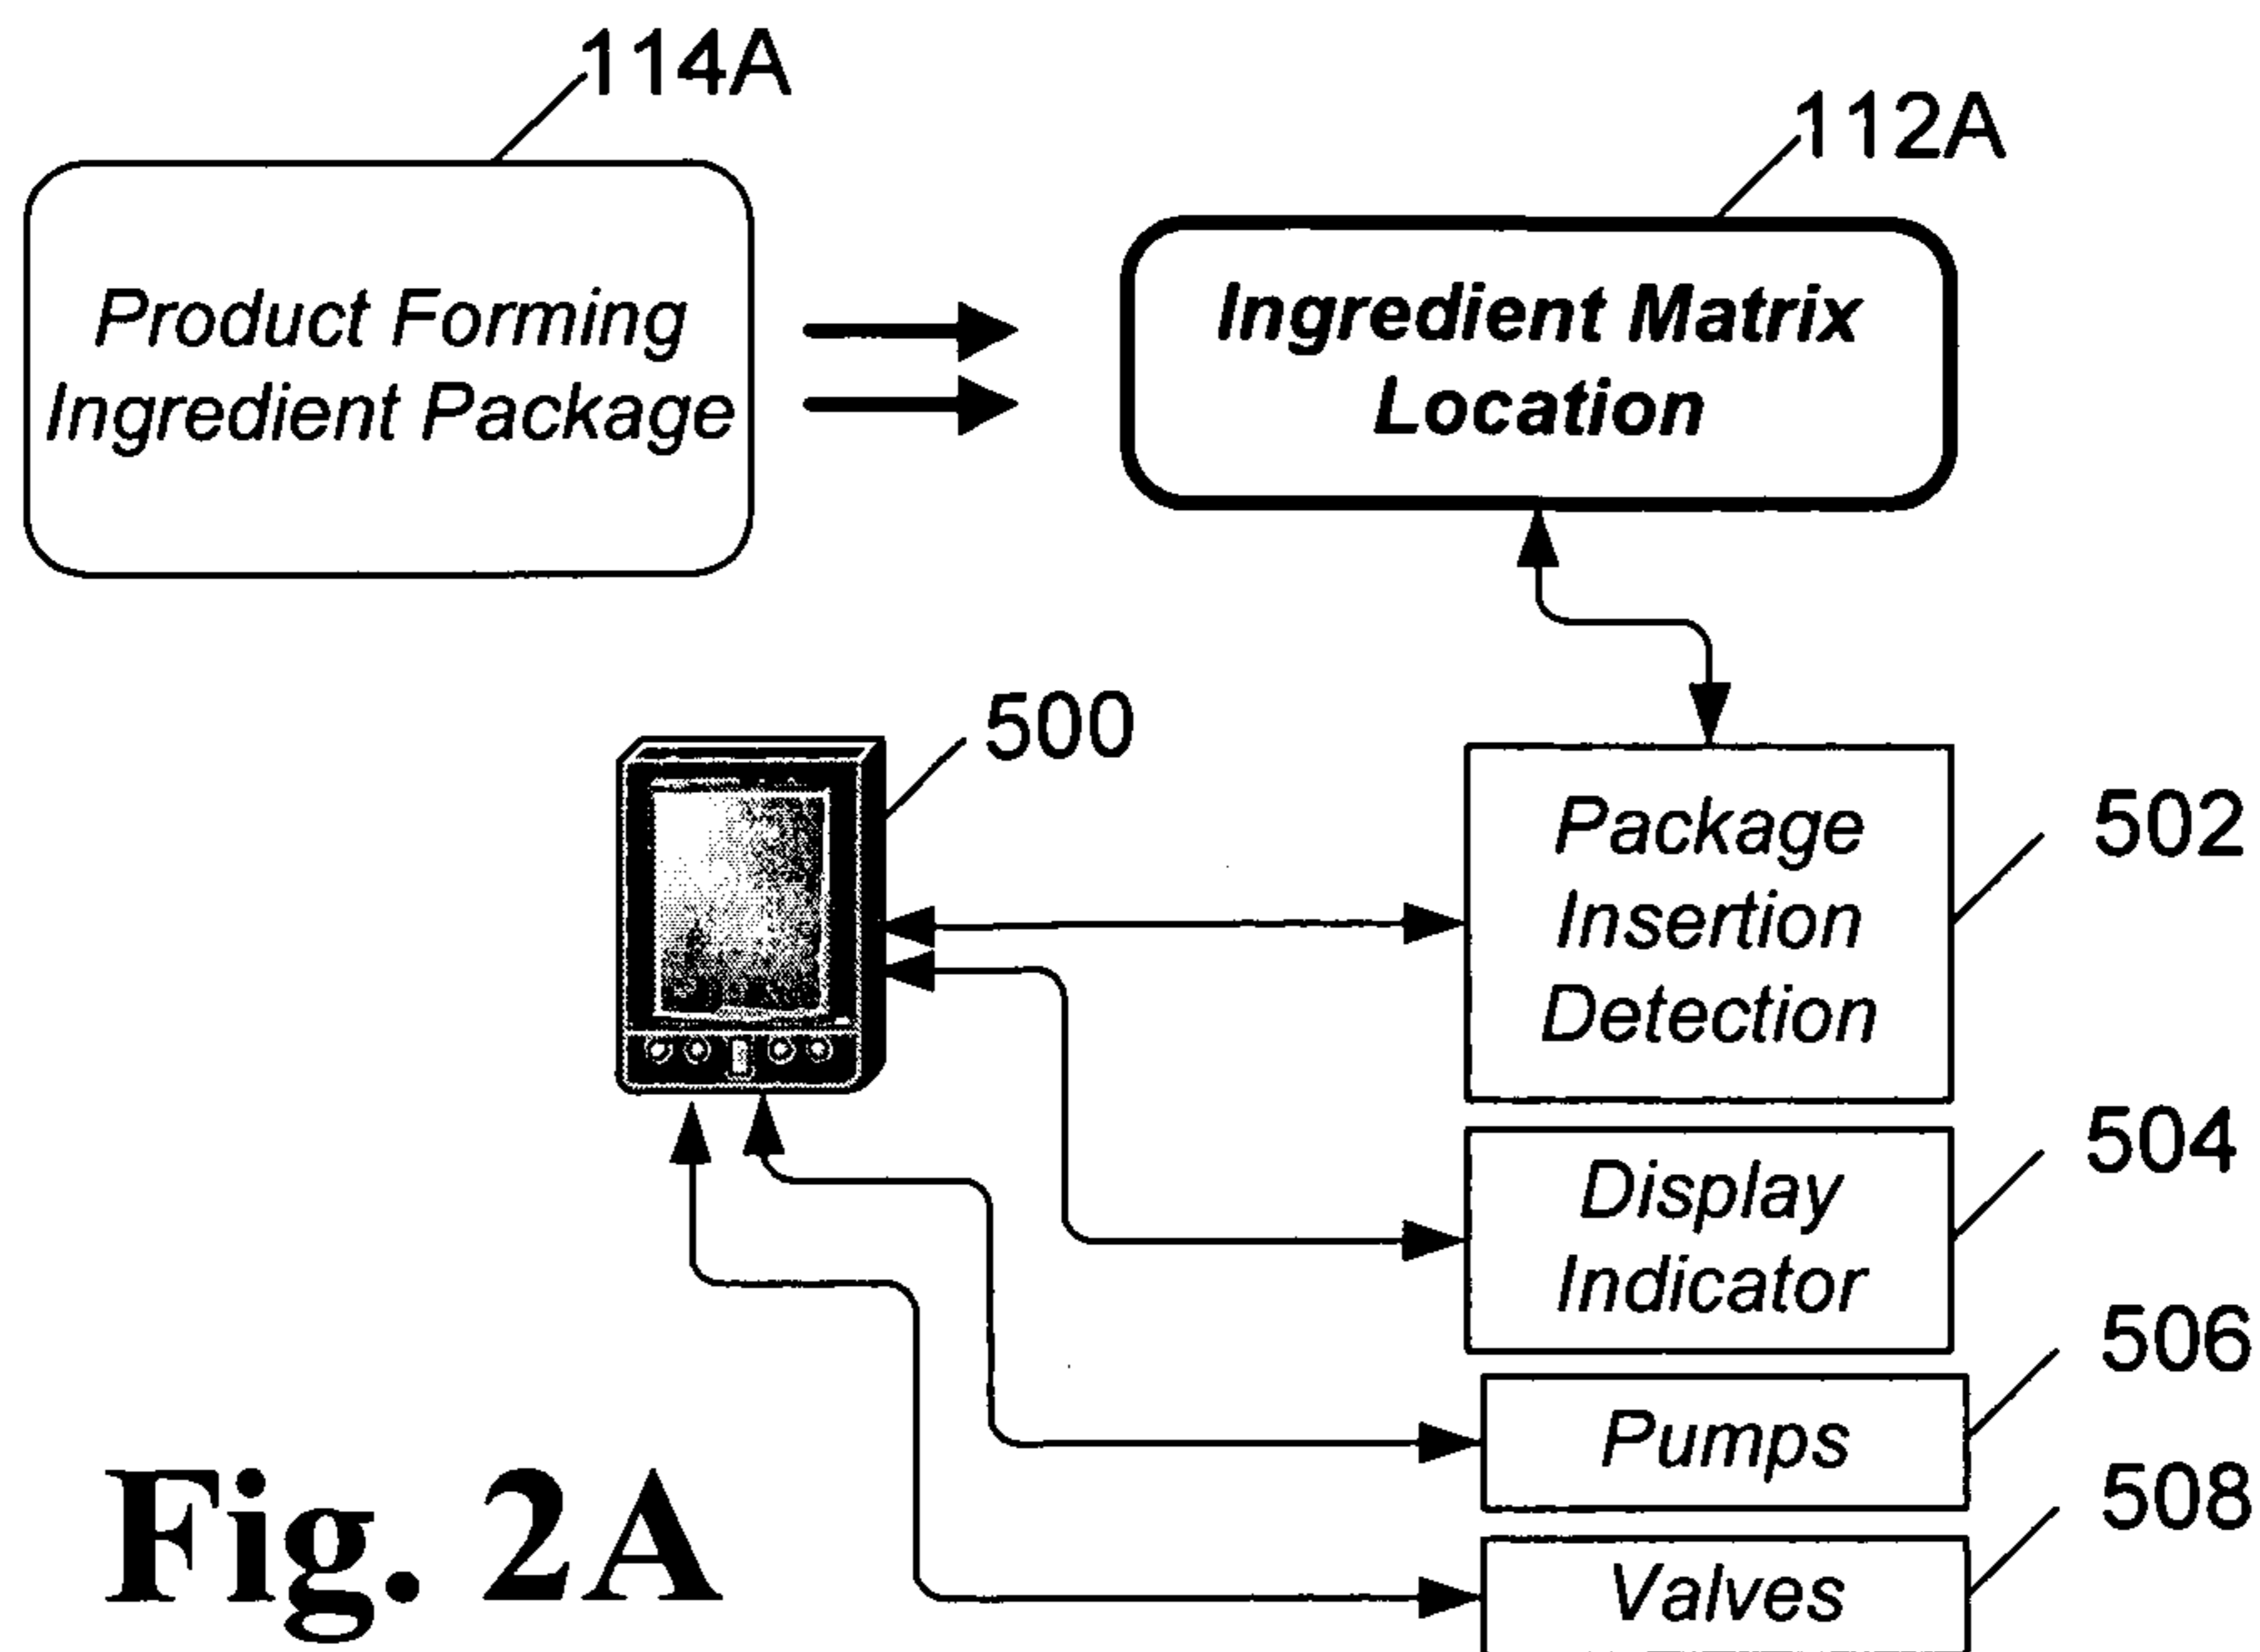 114A
112A
Product Forming
Ingredient Package
Ingredient Matrix
Location
500
Package
Insertion
Detection
502
Display
Indicator
504
Pumps
506
Valves
508
Fig. 2A